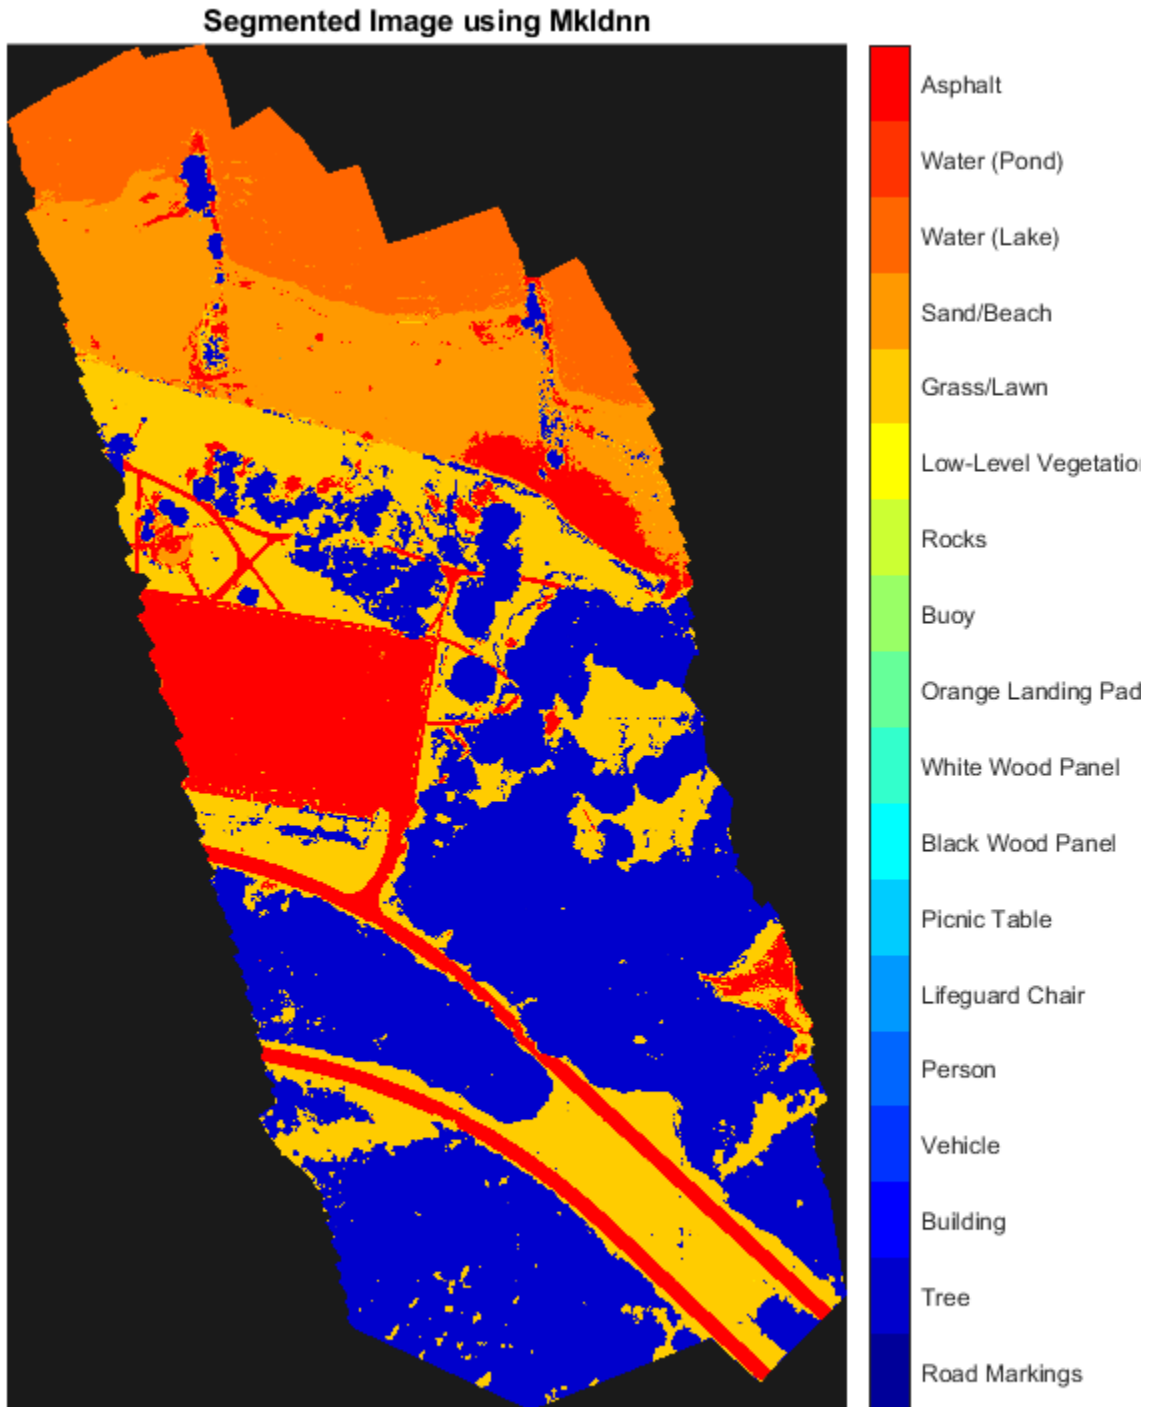 Segmented Image using Mkldnn
Asphalt
Water (Pond)
Water (Lake)
Sand/Beach
Grass/Lawn
Low-Level Vegetatio
Rocks
Buoy
Orange Landing Pad
White Wood Panel
Black Wood Panel
Picnic Table
Lifeguard Chair
Person
Vehicle
Building
Tree
Road Markings